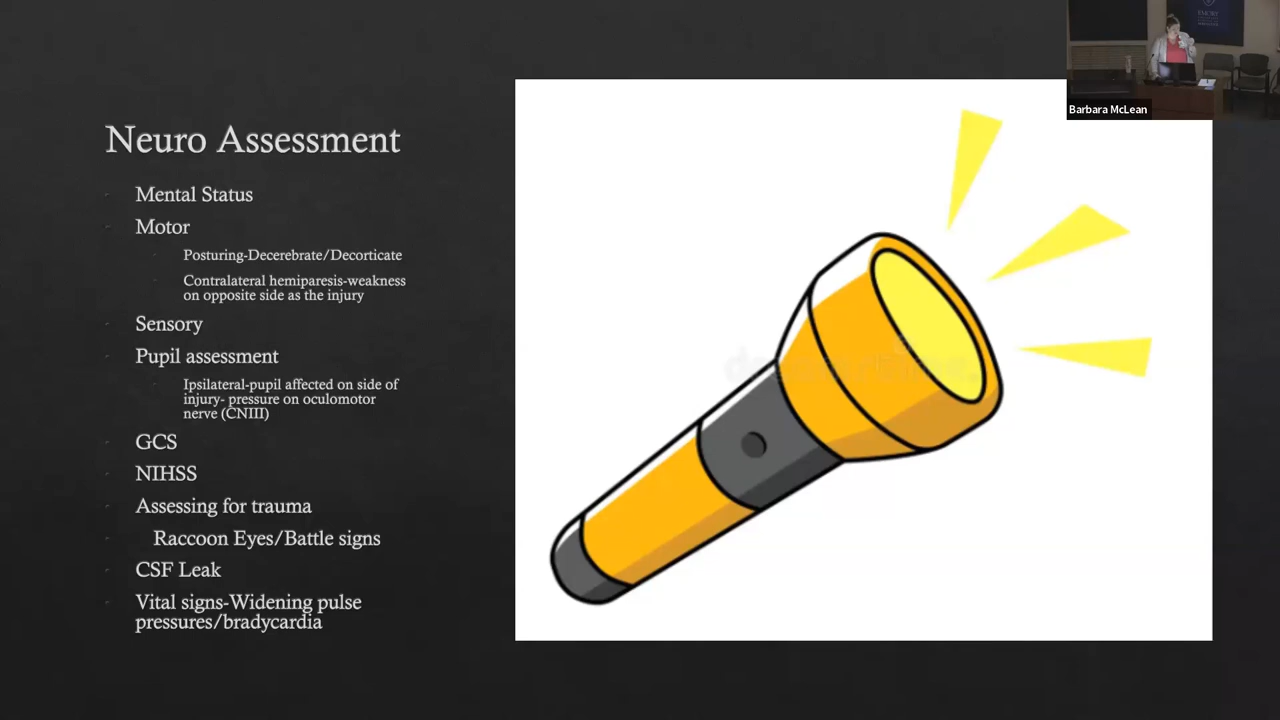 Neuro Assessment
Mental Status
Motor
Posturing-Decerebrate/Decorticate
Contralateral hemiparesis-weakness
on opposite side as the injury
Sensory
Pupil assessment
Ipsilateral-pupil affected on side of
injury- pressure on oculomotor
nerve (CNIII)
GCS
NIHSS
Assessing for trauma
Raccoon Eyes/Battle signs
CSF Leak
Vital signs-Widening pulse
pressures/bradycardia
EMORY
Barbara McLean